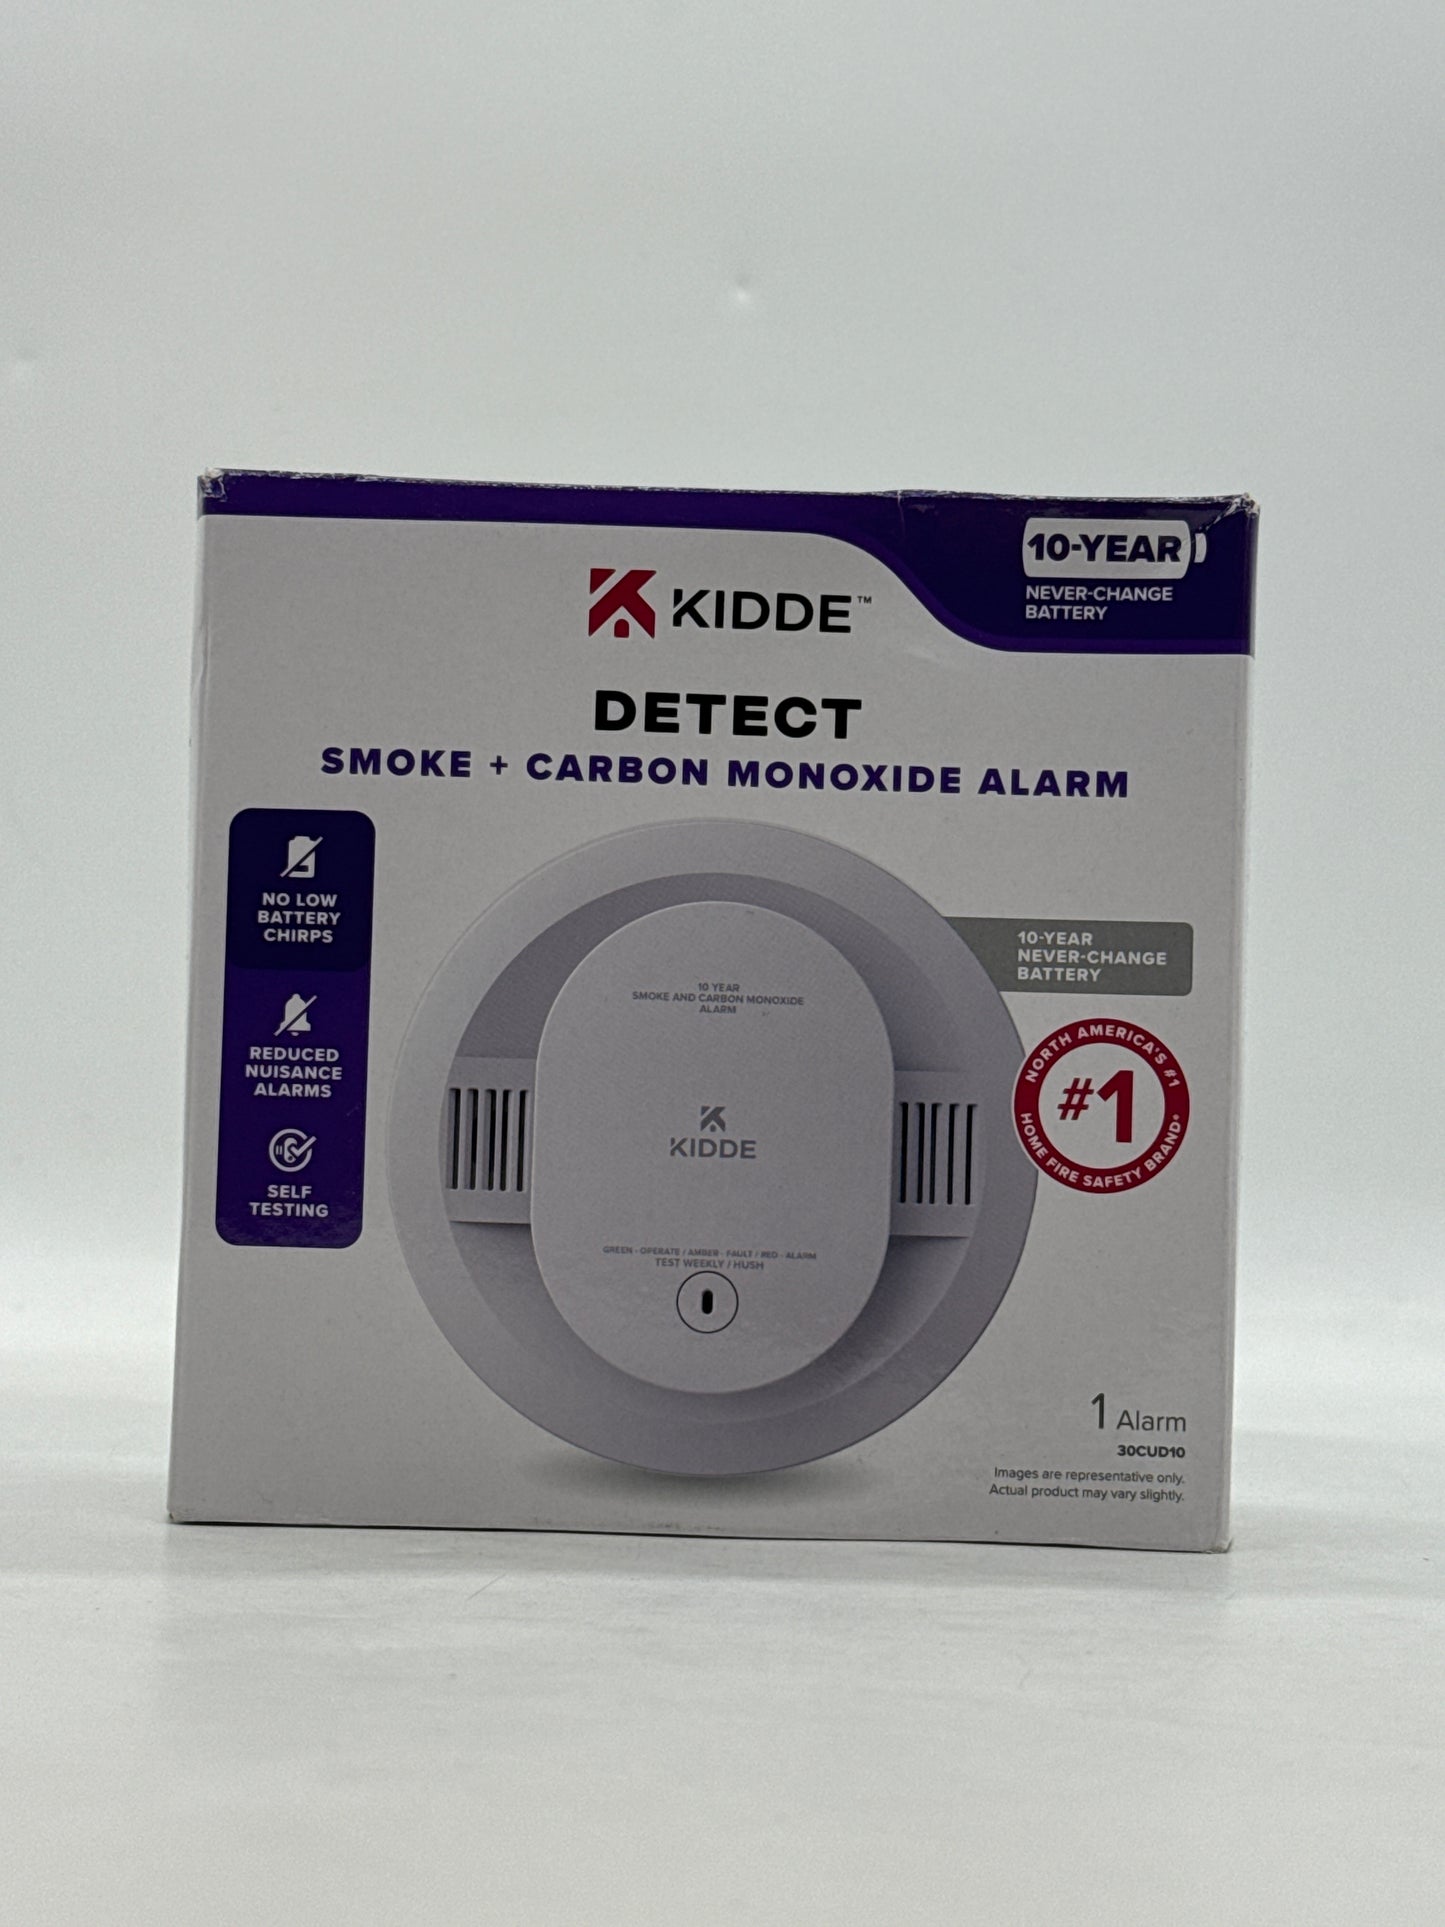 10-YEAR
NEVER-CHANGE
BATTERY
KIDDE™
DETECT
SMOKE + CARBON MONOXIDE ALARM
NO LOW
BATTERY
CHIRPS
REDUCED
NUISANCE
ALARMS
SELF
TESTING
10 YEAR
SMOKE AND CARBON MONOXIDE
ALARM
KIDDE
GREEN - OPERATE / AMBER - FAULT / RED - ALARM
TEST WEEKLY / HUSH
10-YEAR
NEVER-CHANGE
BATTERY
NORTH AMERICA'S #1
#1
HOME FIRE SAFETY BRAND*
1 Alarm
30CUD10
Images are representative only.
Actual product may vary slightly.